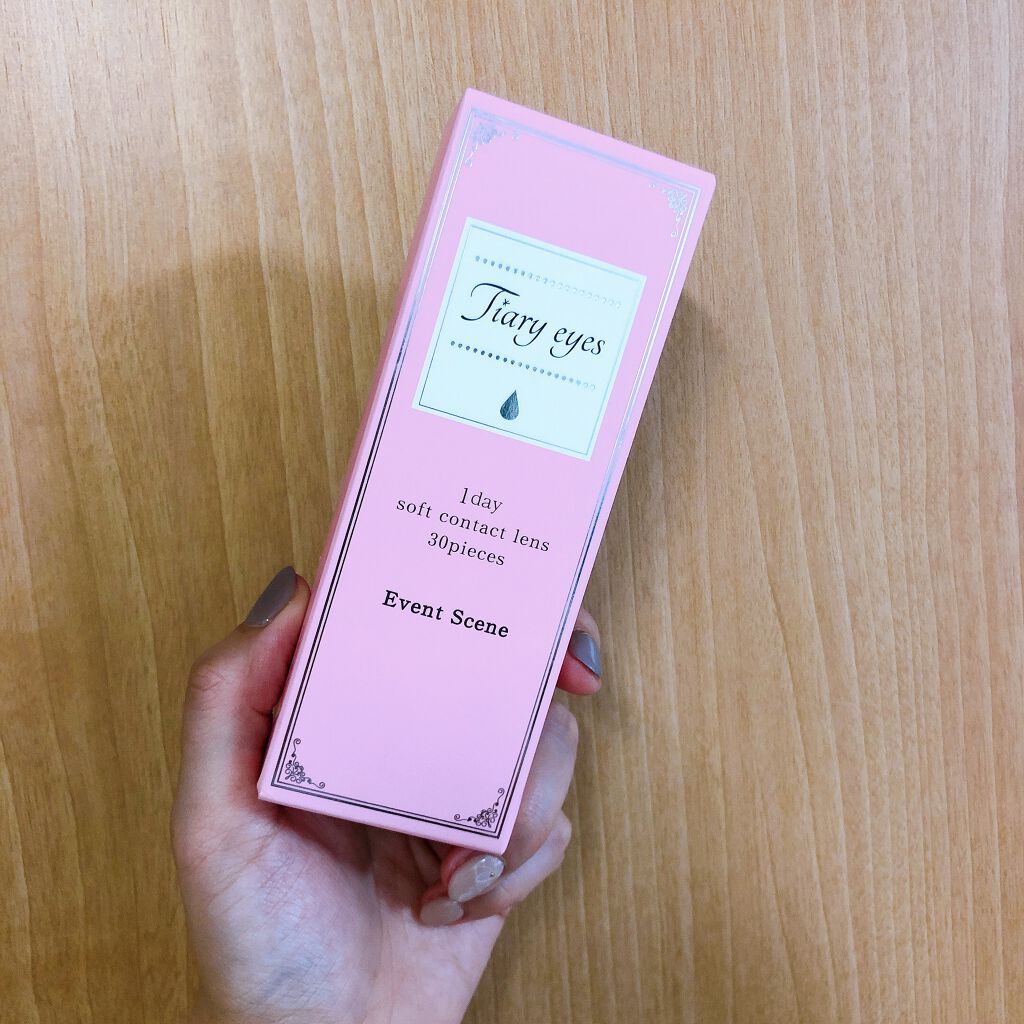 Tiary eyes
1day
soft contact lens
30pieces
Event Scene